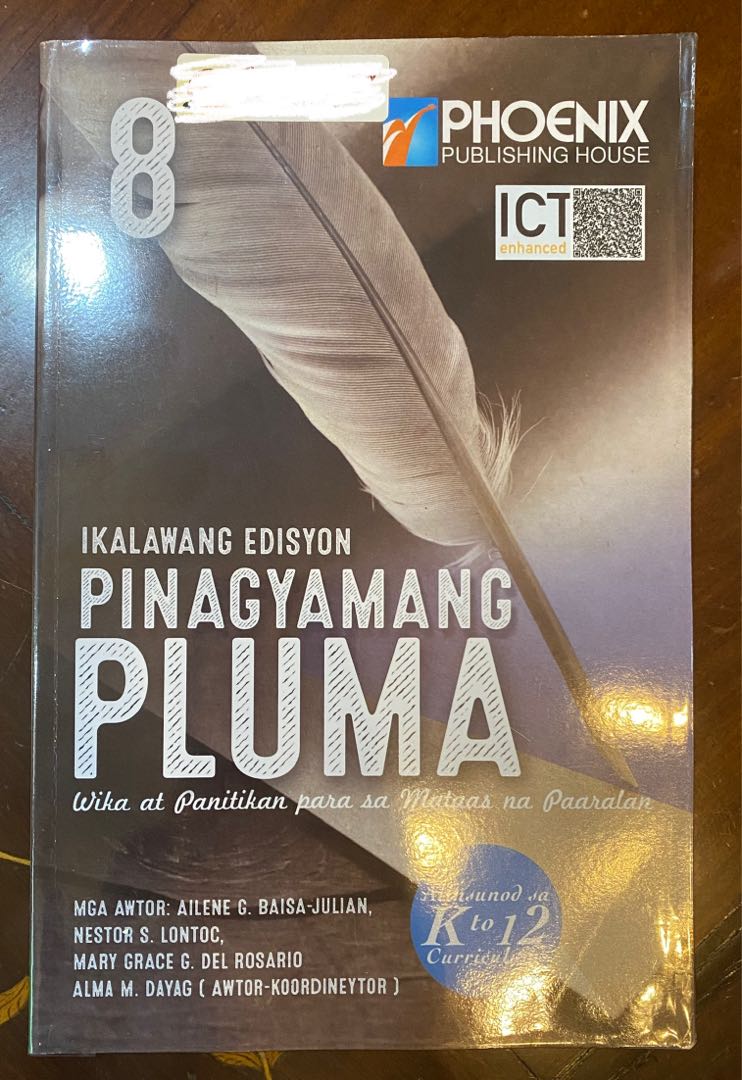 8
PHOENIX
PUBLISHING HOUSE
ICT
enhanced
IKALAWANG EDISYON
PINAGYAMANG
PLUMA
Wika at Panitikan para sa Mataas na Paaralan
MGA AWTOR: AILENE G. BAISA-JULIAN,
NESTOR S. LONTOC,
MARY GRACE G. DEL ROSARIO
ALMA M. DAYAG ( AWTOR-KOORDINEYTOR )
sa
K to 12